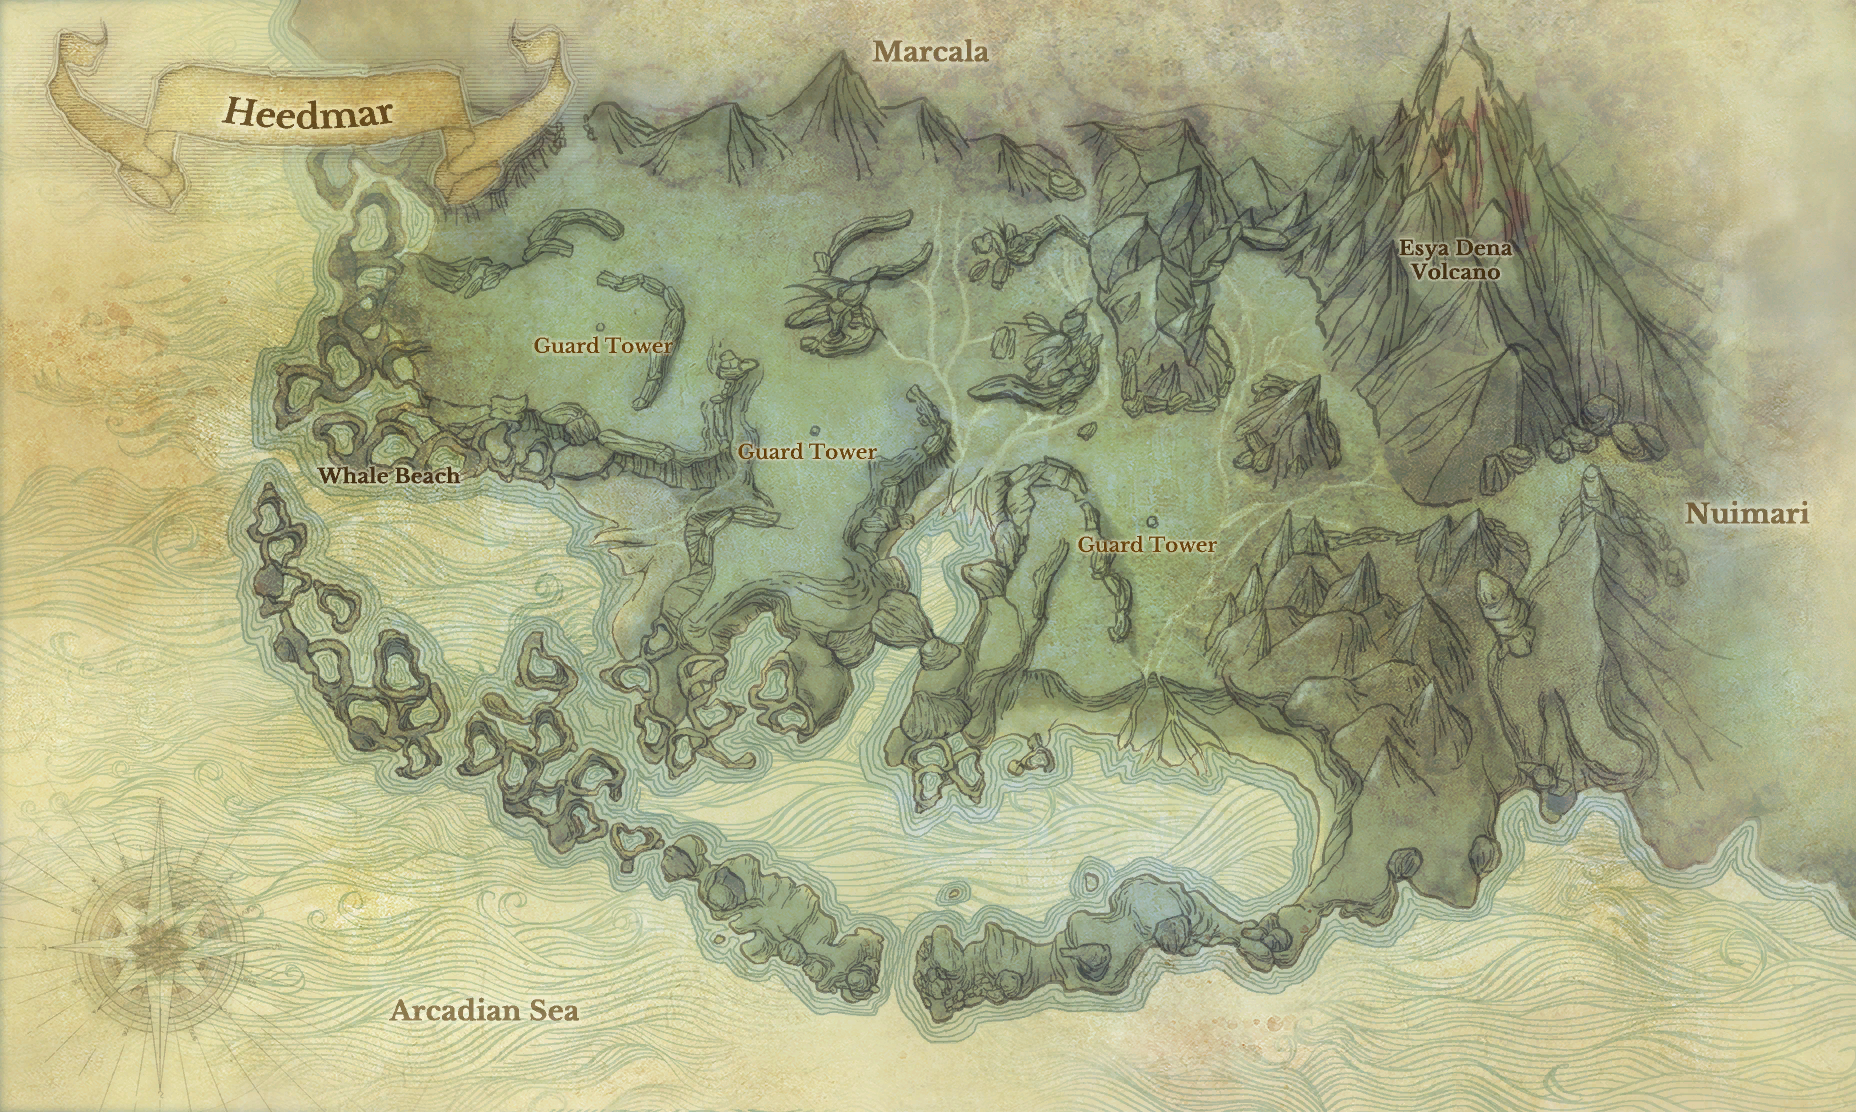 Marcala
Heedmar
Esya Dena
Volcano
Guard Tower
Guard Tower
Whale Beach
Nuimari
Guard Tower
Arcadian Sea